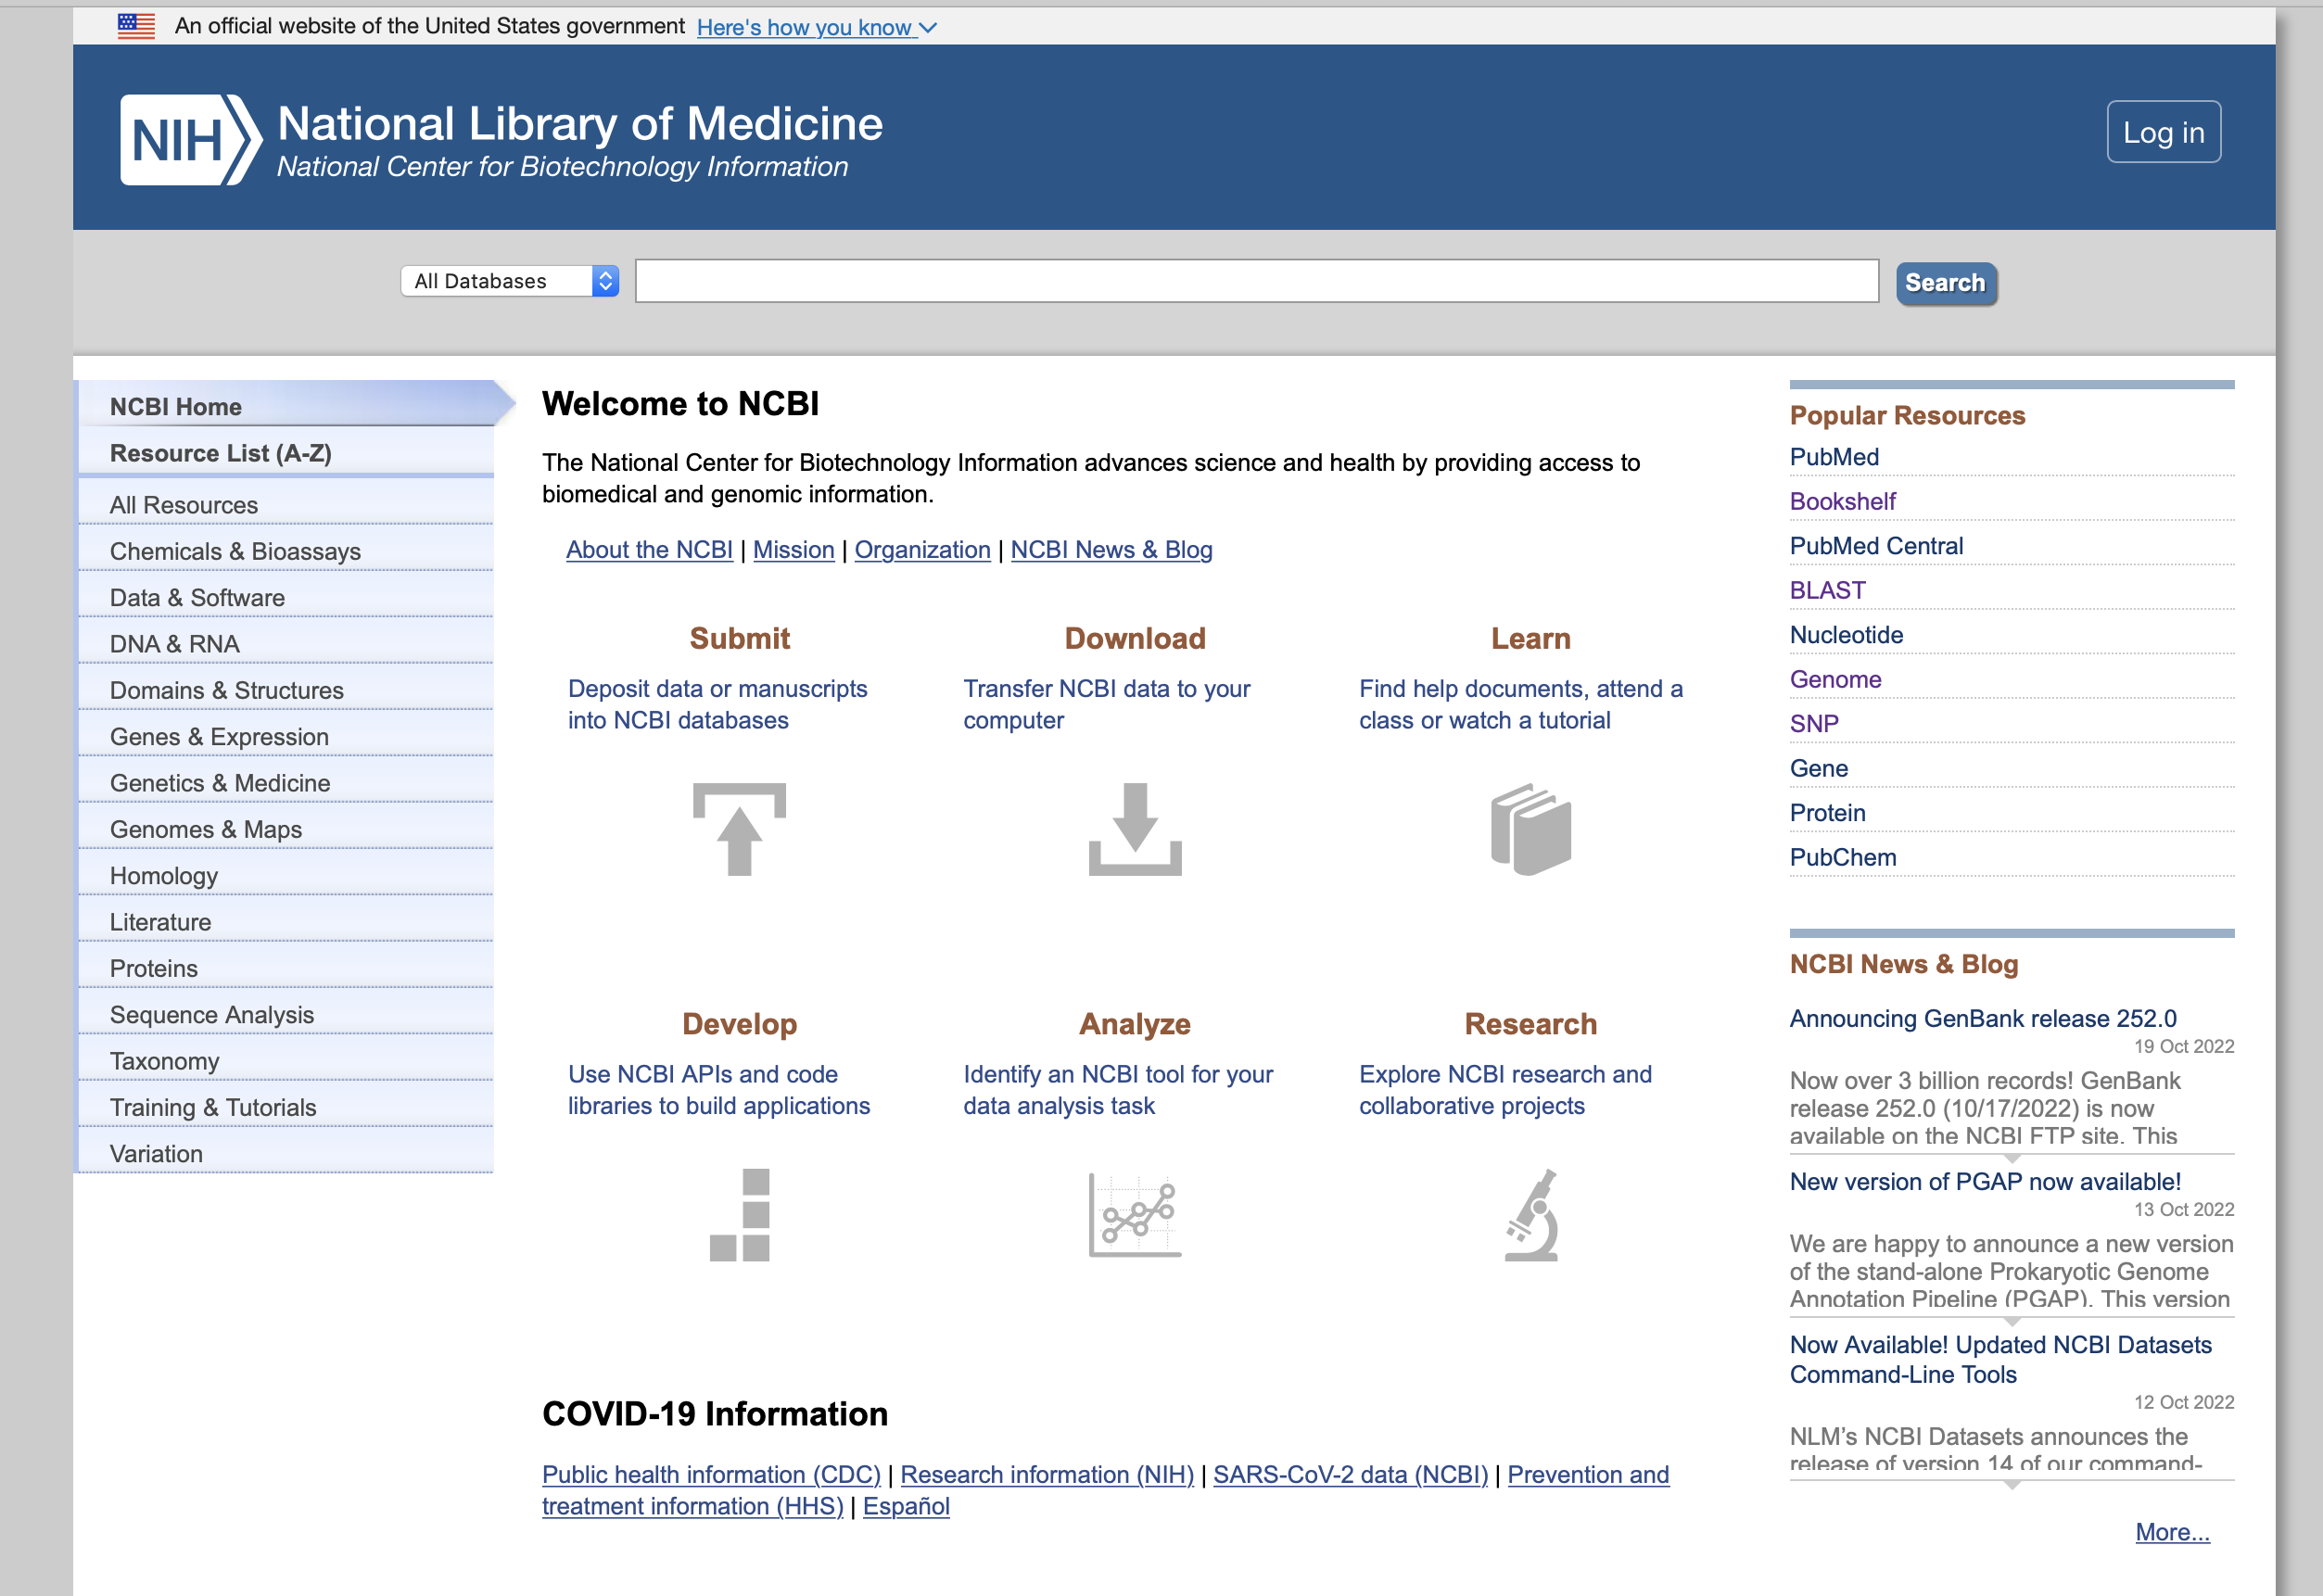 An official website of the United States government Here's how you know
NIH
National Library of Medicine
National Center for Biotechnology Information
Log in
All Databases
Search
NCBI Home
Resource List (A-Z)
All Resources
Chemicals & Bioassays
Data & Software
DNA & RNA
Domains & Structures
Genes & Expression
Genetics & Medicine
Genomes & Maps
Homology
Literature
Proteins
Sequence Analysis
Taxonomy
Training & Tutorials
Variation
Welcome to NCBI
The National Center for Biotechnology Information advances science and health by providing access to
biomedical and genomic information.
About the NCBI | Mission | Organization | NCBI News & Blog
Submit
Deposit data or manuscripts
into NCBI databases
Download
Transfer NCBI data to your
computer
Learn
Find help documents, attend a
class or watch a tutorial
Develop
Use NCBI APIs and code
libraries to build applications
Analyze
Identify an NCBI tool for your
data analysis task
Research
Explore NCBI research and
collaborative projects
COVID-19 Information
Public health information (CDC) | Research information (NIH) | SARS-CoV-2 data (NCBI) | Prevention and
treatment information (HHS) | Español
Popular Resources
PubMed
Bookshelf
PubMed Central
BLAST
Nucleotide
Genome
SNP
Gene
Protein
PubChem
NCBI News & Blog
Announcing GenBank release 252.0
19 Oct 2022
Now over 3 billion records! GenBank
release 252.0 (10/17/2022) is now
available on the NCBI FTP site. This
New version of PGAP now available!
13 Oct 2022
We are happy to announce a new version
of the stand-alone Prokaryotic Genome
Annotation Pipeline (PGAP). This version
Now Available! Updated NCBI Datasets
Command-Line Tools
12 Oct 2022
NLM’s NCBI Datasets announces the
release of version 14 of our command-
More...